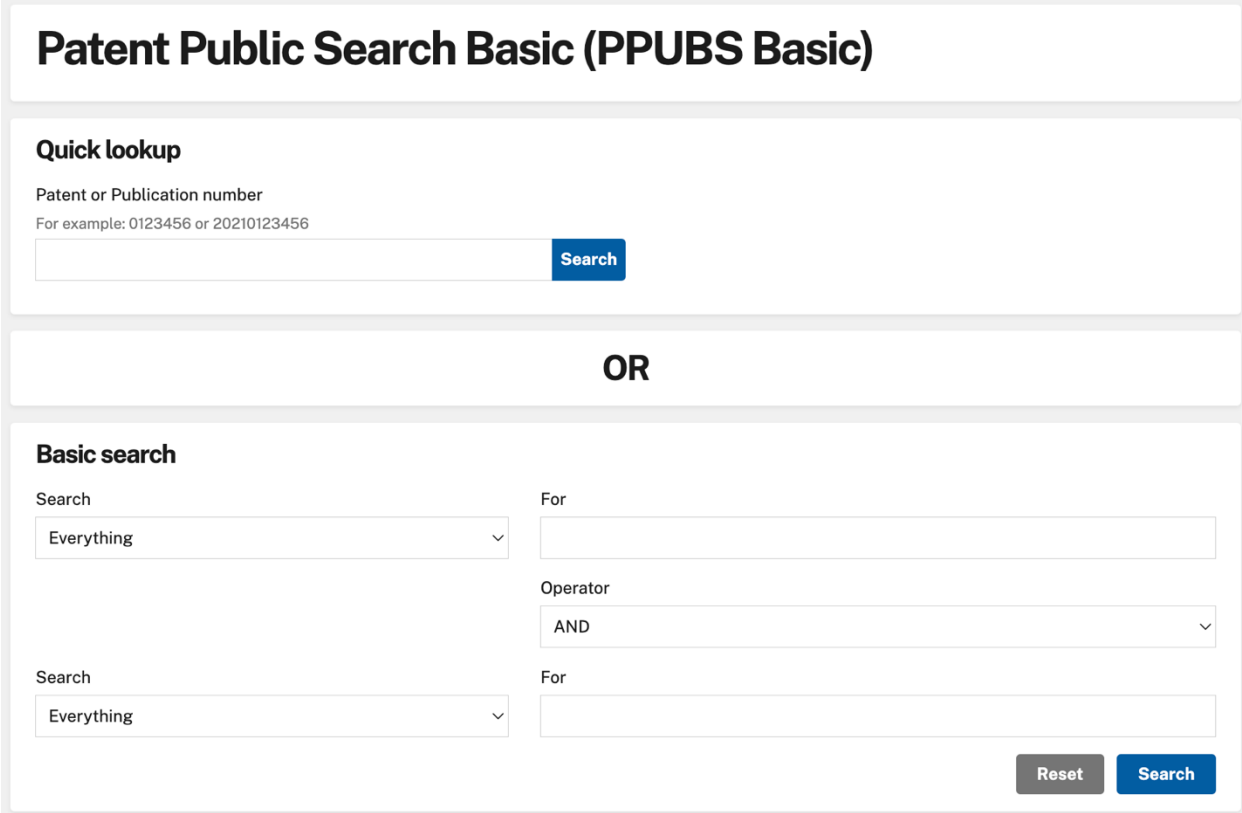 Patent Public Search Basic (PPUBS Basic)
Quick lookup
Patent or Publication number
For example: 0123456 or 20210123456
Search
OR
Basic search
Search
For
Everything
Operator
AND
Search
For
Everything
Reset
Search